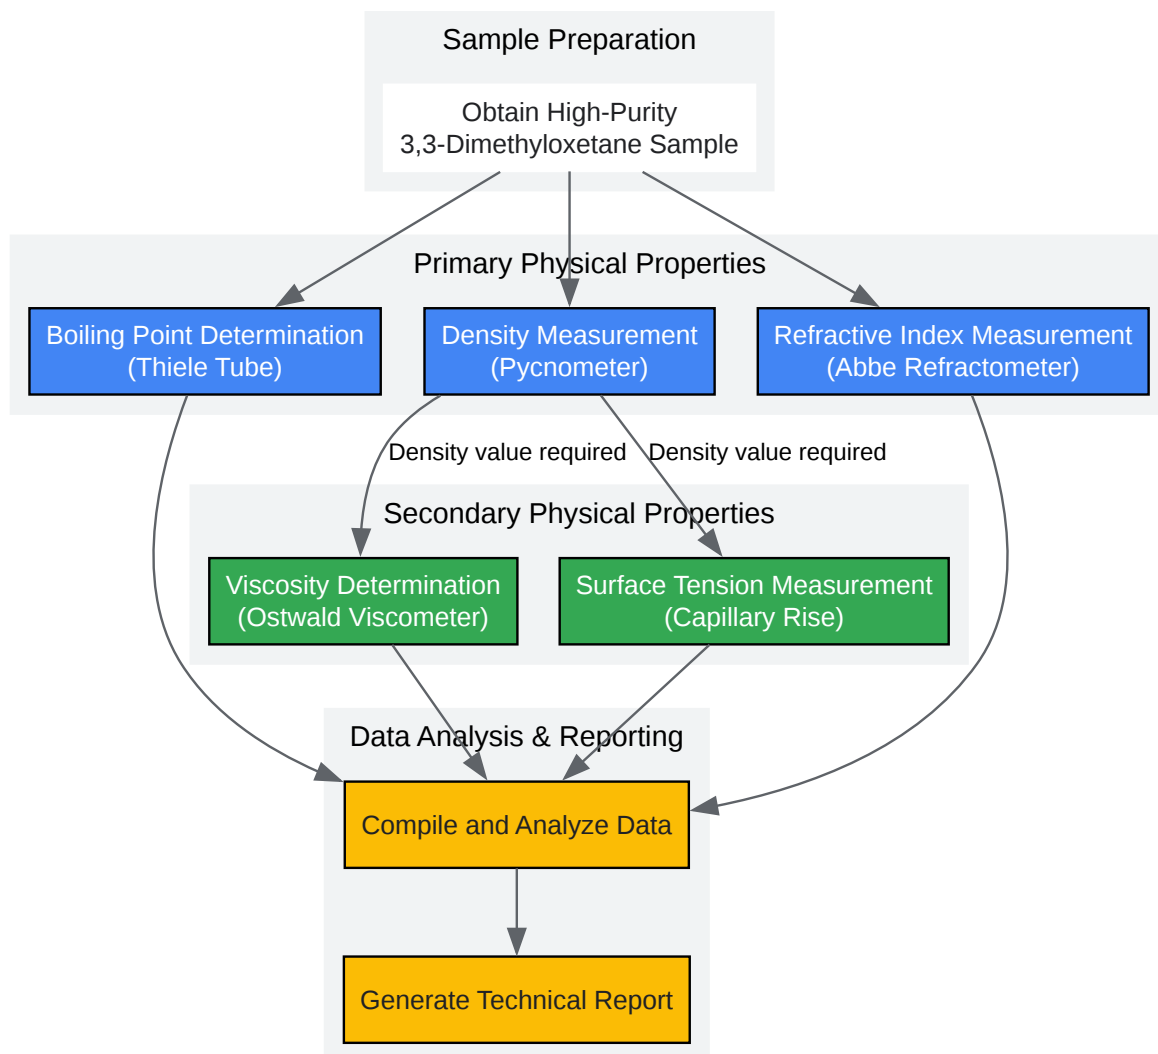 Sample Preparation
Obtain High-Purity
3,3-Dimethyloxetane Sample
Primary Physical Properties
Boiling Point Determination
(Thiele Tube)
Density Measurement
(Pycnometer)
Refractive Index Measurement
(Abbe Refractometer)
Density value required
Density value required
Secondary Physical Properties
Viscosity Determination
(Ostwald Viscometer)
Surface Tension Measurement
(Capillary Rise)
Data Analysis & Reporting
Compile and Analyze Data
Generate Technical Report